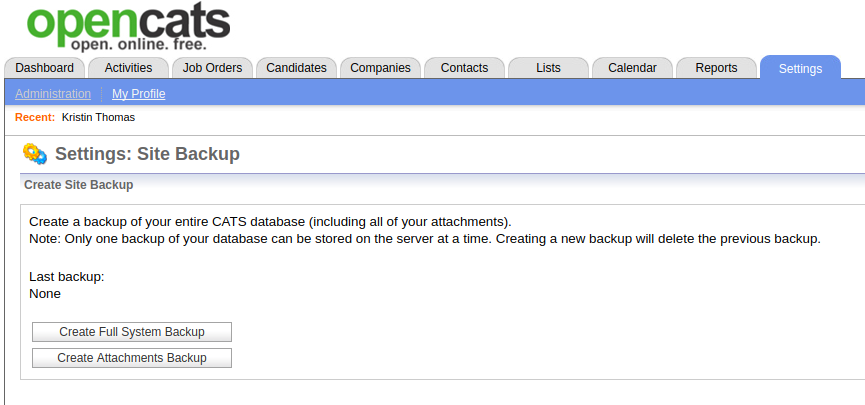 opencats
open. online. free.
Dashboard Activities Job Orders Candidates Companies Contacts Lists Calendar Reports Settings
Administration My Profile
Recent: Kristin Thomas
Settings: Site Backup
Create Site Backup
Create a backup of your entire CATS database (including all of your attachments).
Note: Only one backup of your database can be stored on the server at a time. Creating a new backup will delete the previous backup.
Last backup:
None
Create Full System Backup
Create Attachments Backup